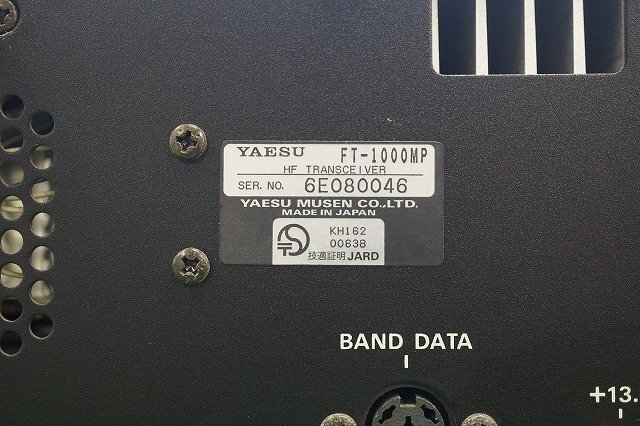 YAESU FT-1000MP
HF TRANSCEIVER
SER. NO. 6E080046
YAESU MUSEN CO.,LTD.
MADE IN JAPAN
KH162
00638
技適証明 JARD
BAND DATA
+13.